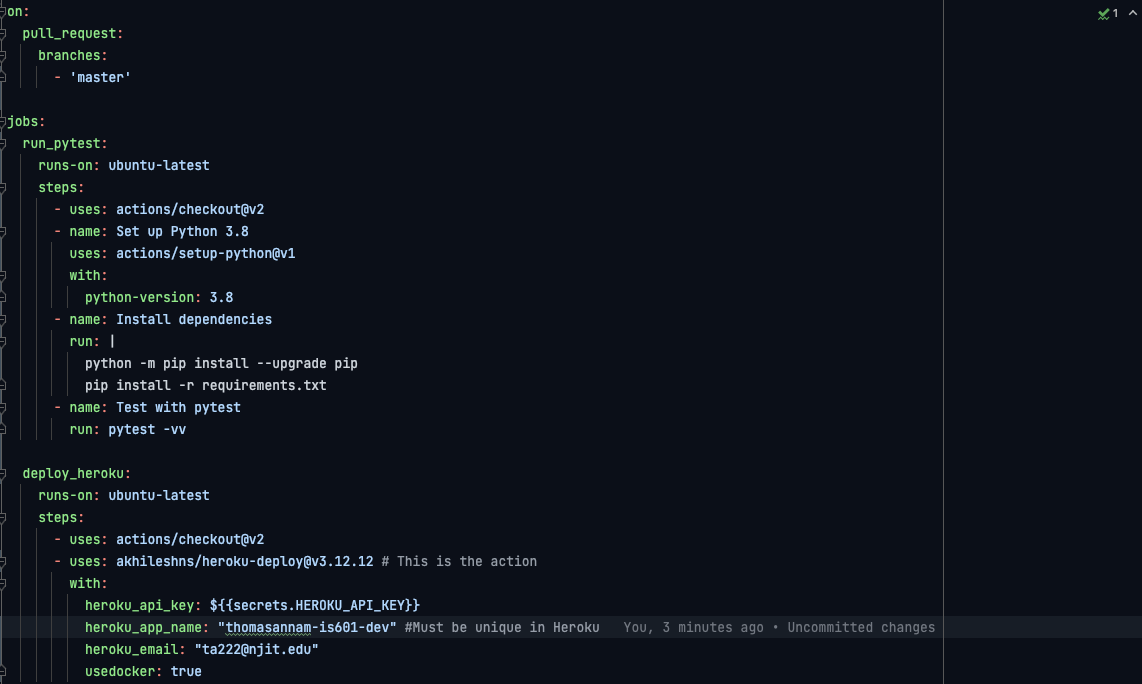 on:
  pull_request:
    branches:
      - 'master'
jobs:
  run_pytest:
    runs-on: ubuntu-latest
    steps:
      - uses: actions/checkout@v2
      - name: Set up Python 3.8
        uses: actions/setup-python@v1
        with:
          python-version: 3.8
      - name: Install dependencies
        run: |
          python -m pip install --upgrade pip
          pip install -r requirements.txt
      - name: Test with pytest
        run: pytest -vv
  deploy_heroku:
    runs-on: ubuntu-latest
    steps:
      - uses: actions/checkout@v2
      - uses: akhileshns/heroku-deploy@v3.12.12 # This is the action
        with:
          heroku_api_key: ${{secrets.HEROKU_API_KEY}}
          heroku_app_name: "thomasannam-is601-dev" #Must be unique in Heroku You, 3 minutes ago • Uncommitted changes
          heroku_email: "ta222@njit.edu"
          usedocker: true
1